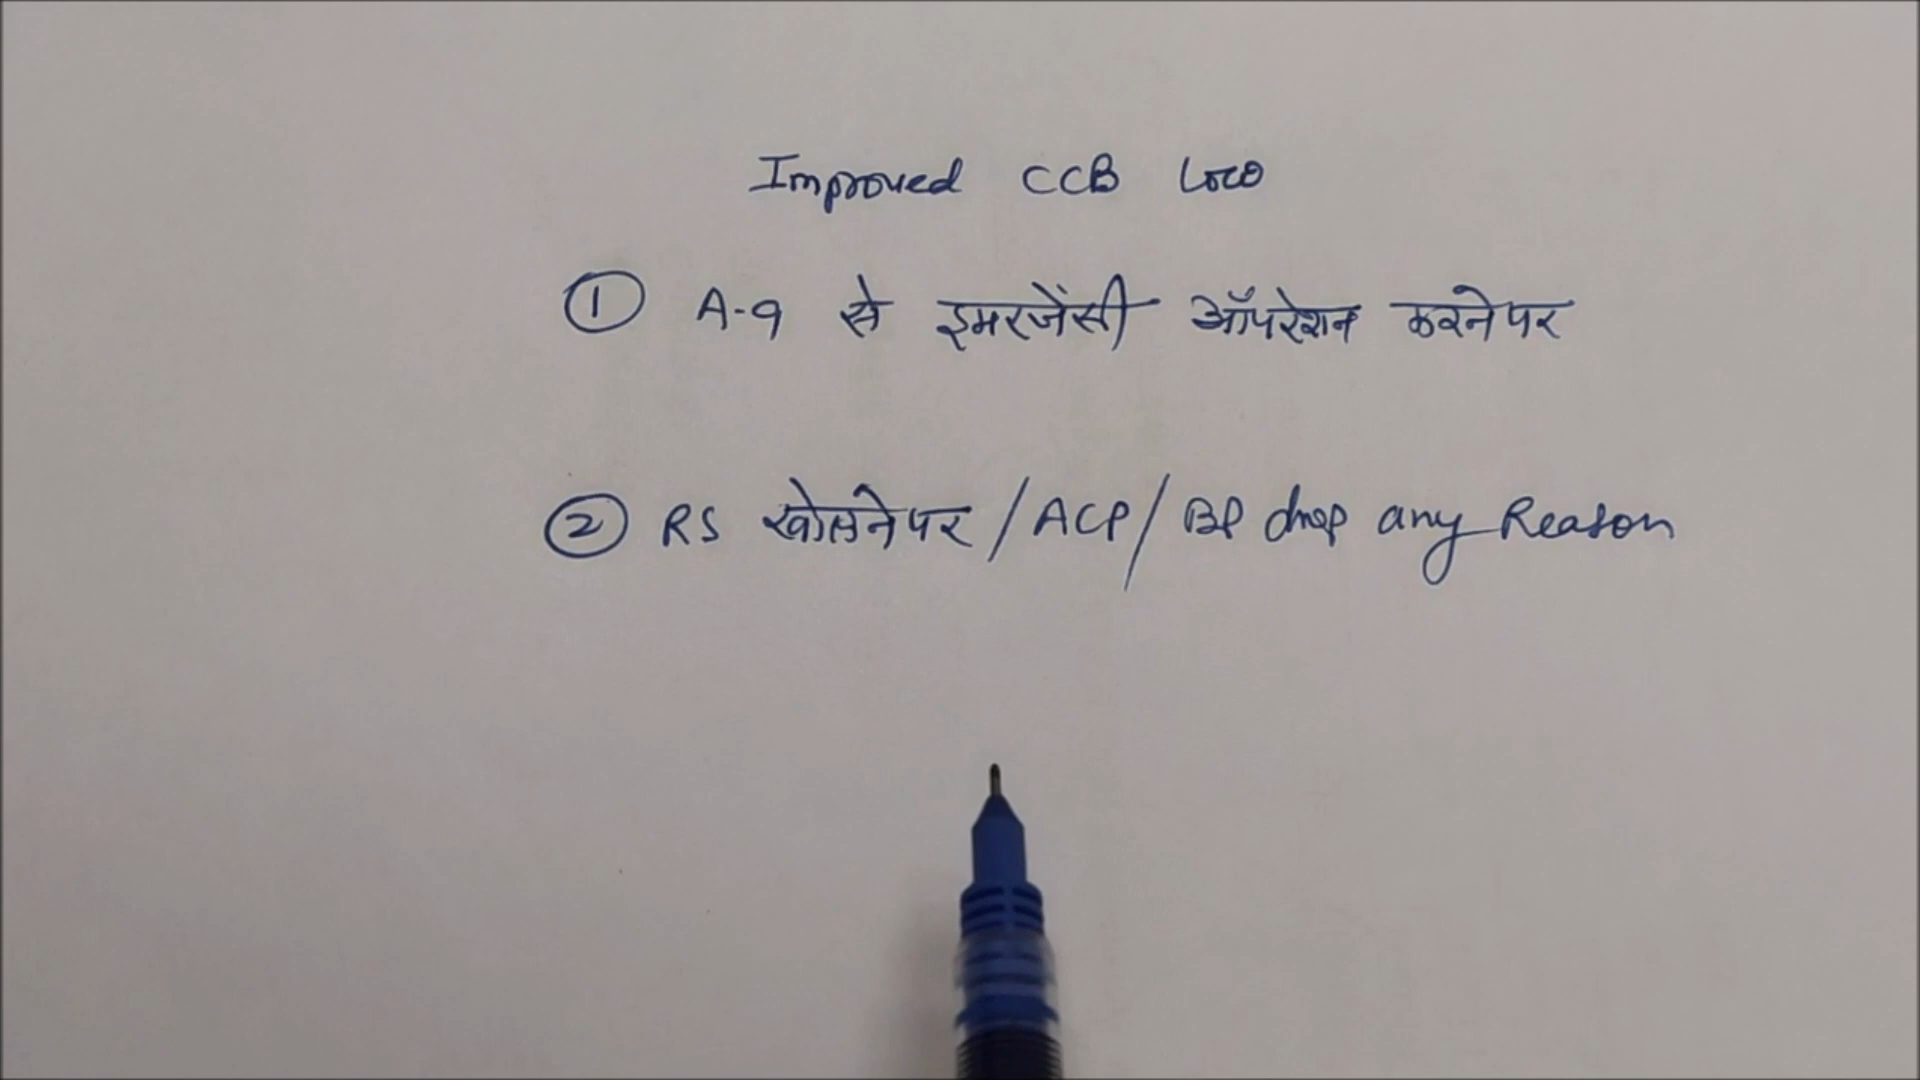 Improved CCB Loco
① A-9 से इमरजेंसी ऑपरेशन करनेपर
② RS खोलनेपर / ACP / BP drop any Reason